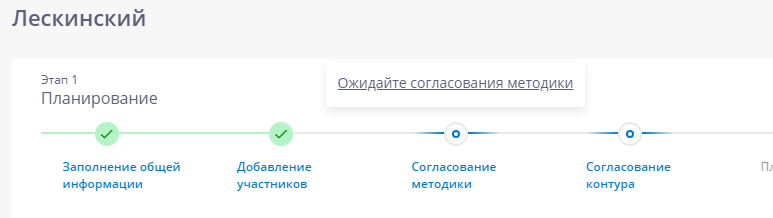 Лескинский
Этап 1
Планирование
Ожидайте согласования методики
Заполнение общей
информации
Добавление
участников
Согласование
методики
Согласование
контура